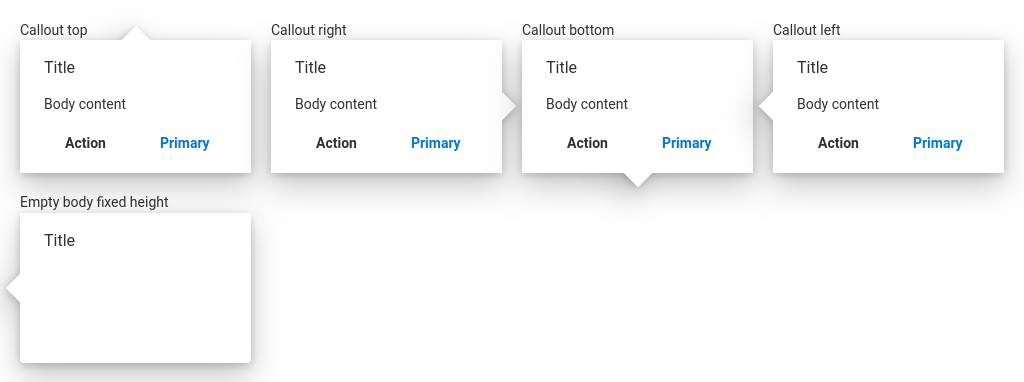 Callout top
Title
Body content
Action Primary
Callout right
Title
Body content
Action Primary
Callout bottom
Title
Body content
Action Primary
Callout left
Title
Body content
Action Primary
Empty body fixed height
Title